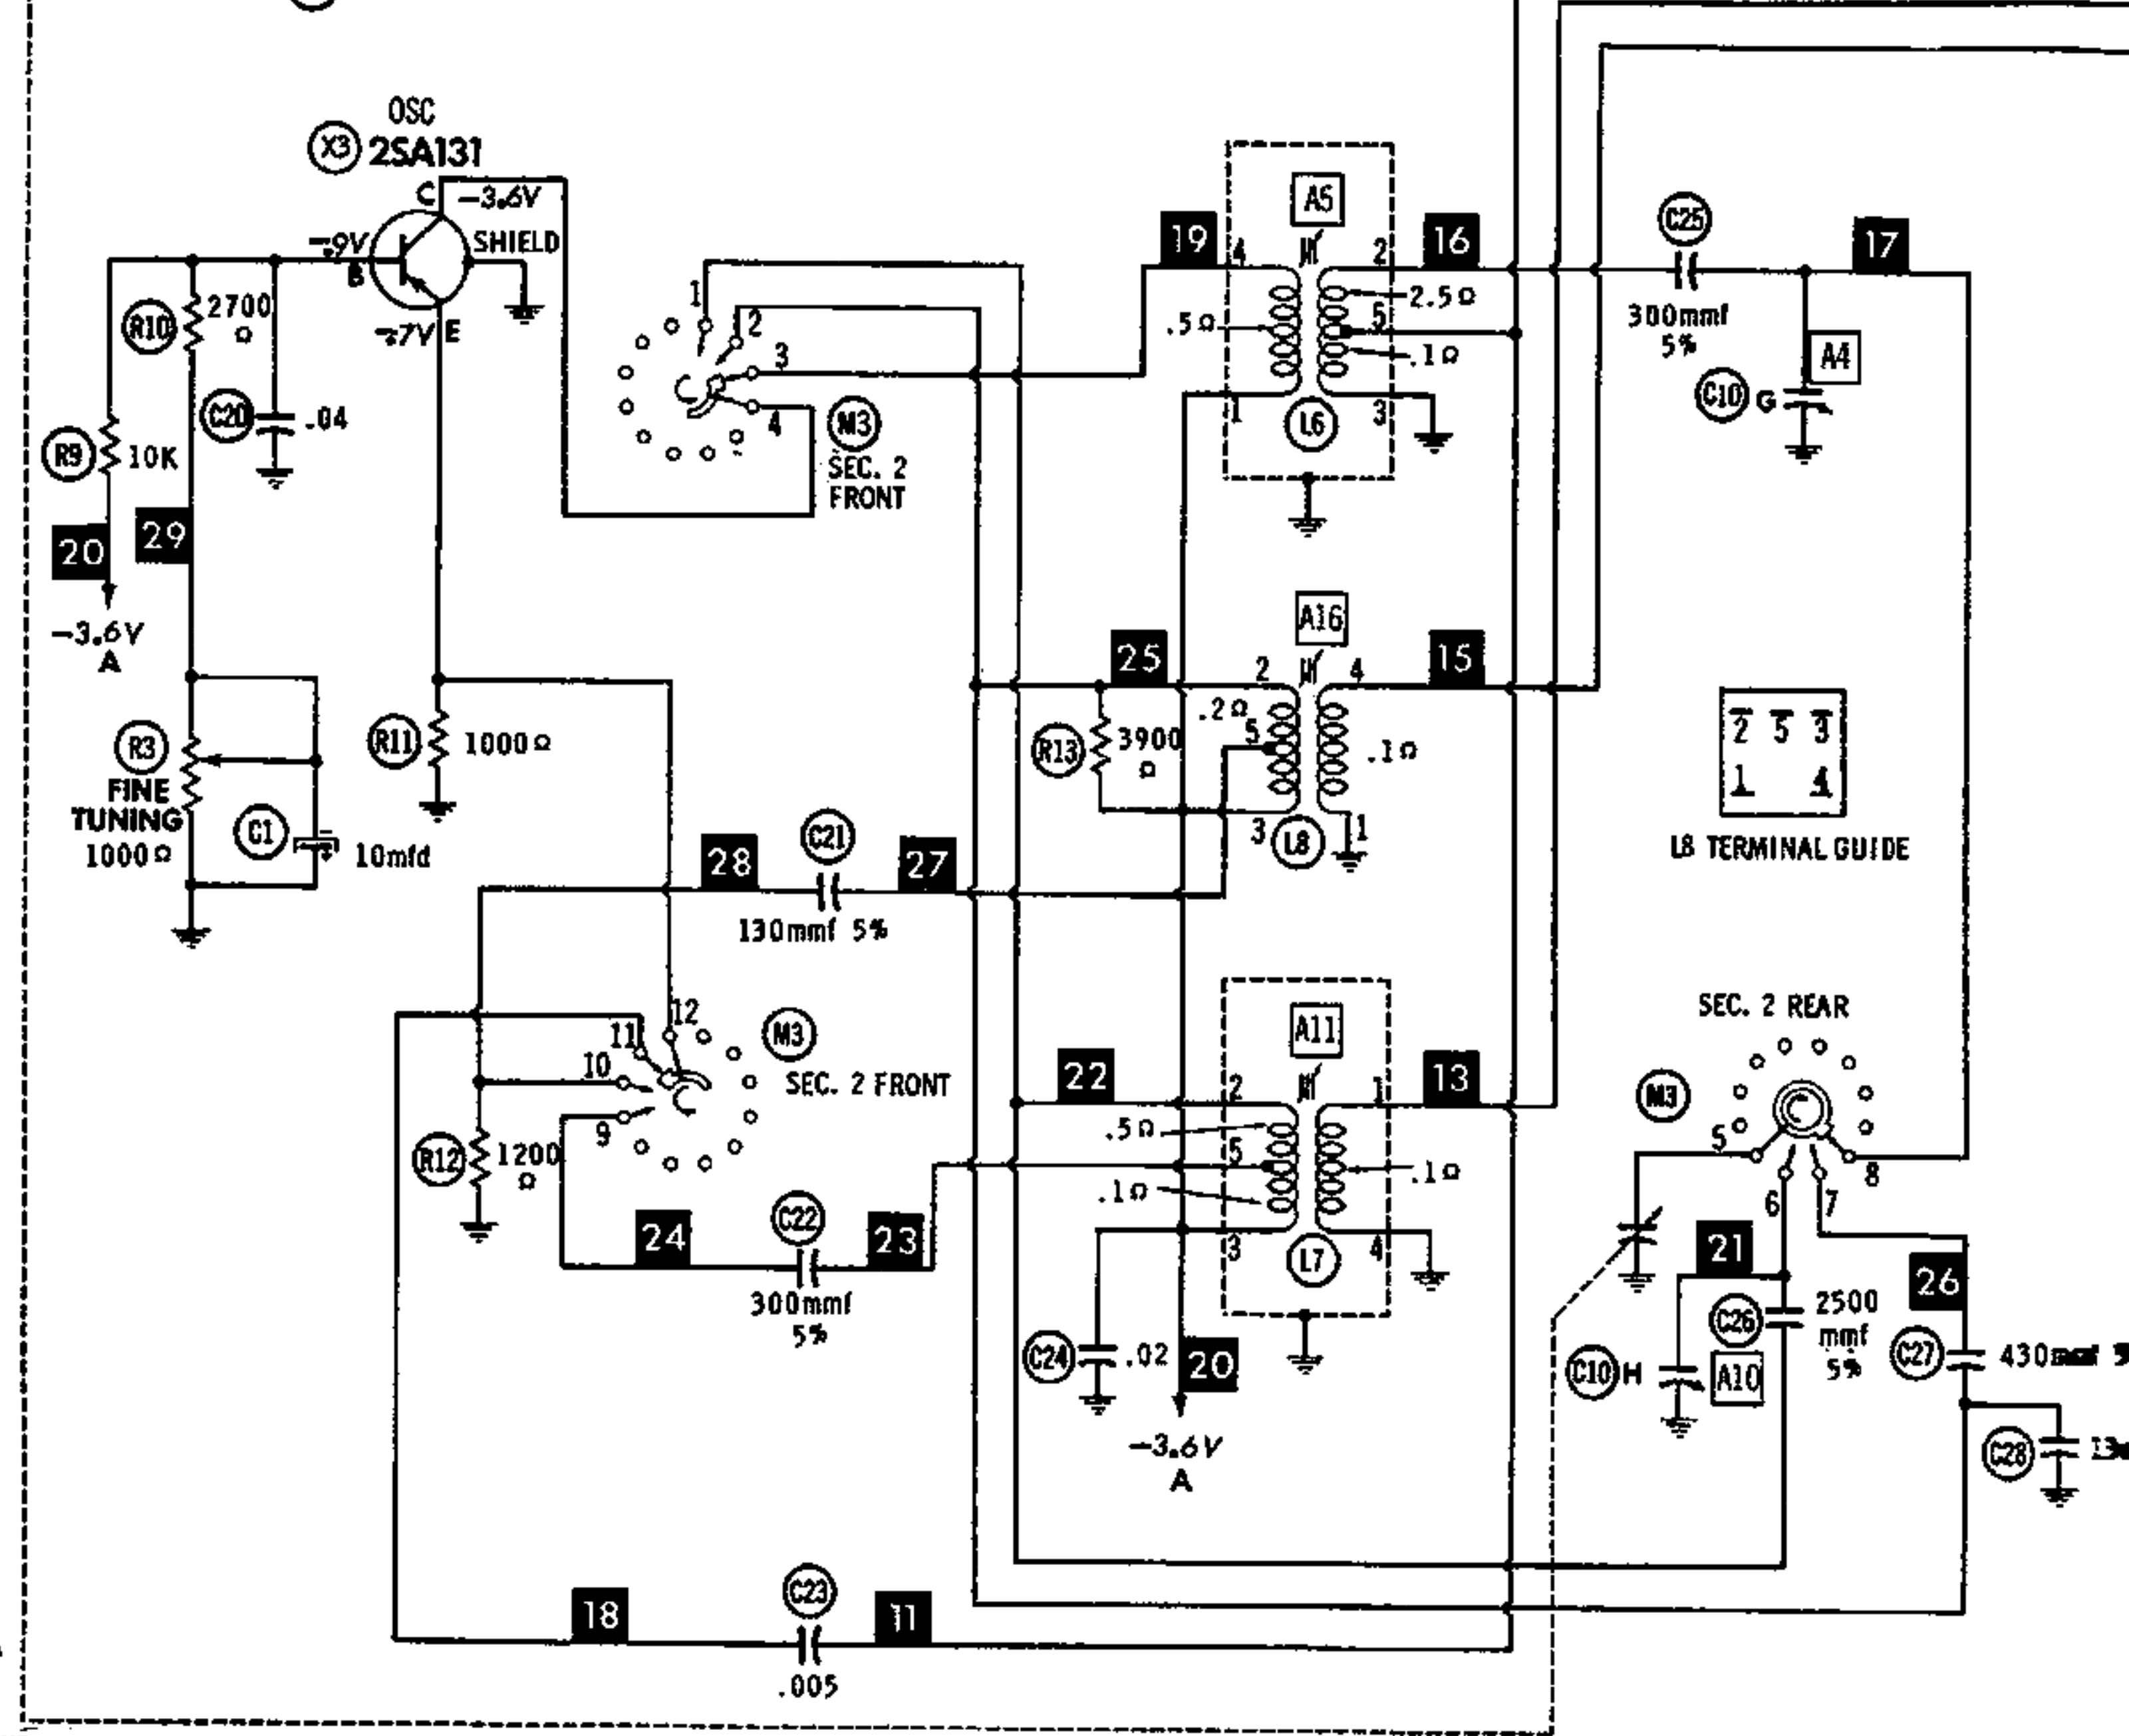 OSC
X3 2SA131
C -3.6V
-.9V
B
SHIELD
-.7V E
R10 2700
Ω
C20 .04
R9 10K
20
29
-3.6V
A
R3
FINE
TUNING
1000Ω
C1 10mfd
R11 1000Ω
1
2
3
4
M3
SEC. 2
FRONT
19
A5
4
2
16
.5Ω
2.5Ω
5
.1Ω
1
3
L6
C25
300mmf
5%
17
A4
C10 G
25
A16
2
4
15
.2Ω
5
R13 3900
Ω
.1Ω
3
L8
1
2 5 3
1 4
L8 TERMINAL GUIDE
28
C21
27
130mmf 5%
12
11
10
9
M3
SEC. 2 FRONT
R12 1200
Ω
24
C22
23
300mmf
5%
22
A11
2
1
13
.5Ω
5
.1Ω
.1Ω
3
4
L7
C24 .02
20
-3.6V
A
SEC. 2 REAR
M3
5
6
7
8
21
C26 2500
mmf
5%
C10 H
A10
26
C27 430mmf
C28
18
C23
11
.005